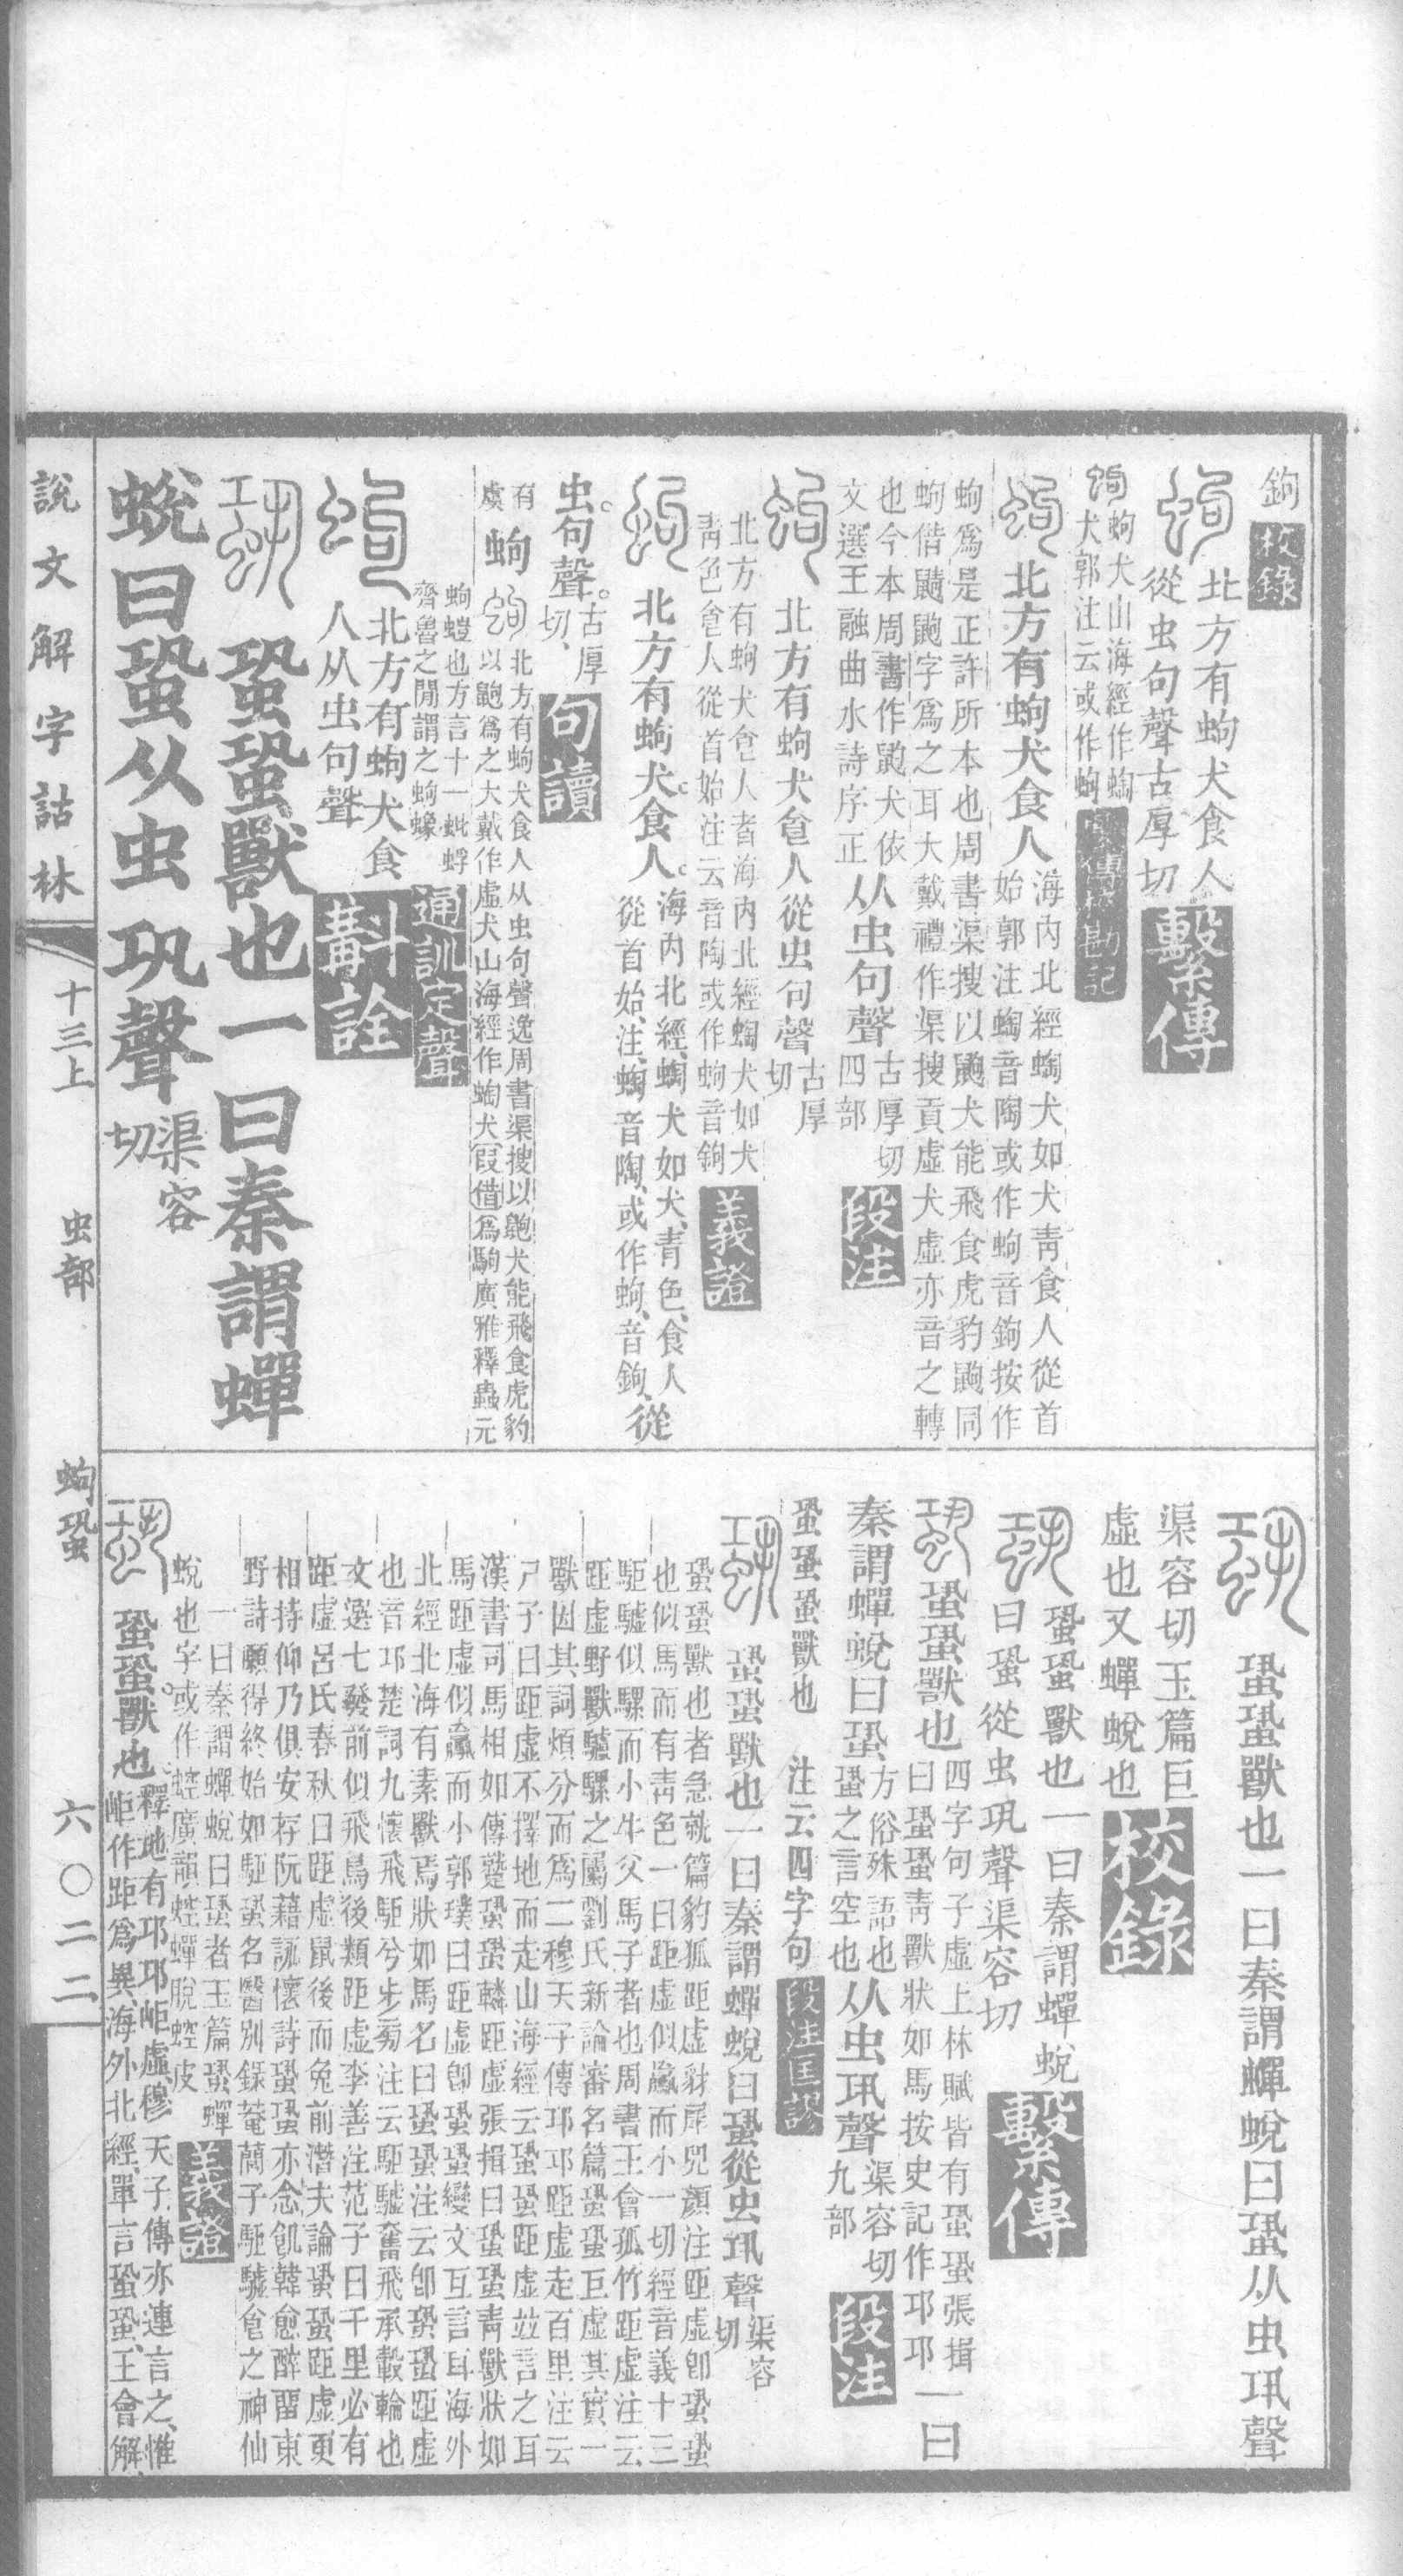 鉤 校錄
北方有蚼犬食人
從虫句聲古厚切 繫傳
蚼犬山海經作蜪
犬郭注云或作蚼 繫傳校勘記
北方有蚼犬食人 海內北經蜪犬如犬青食人從首
始郭注蜪音陶或作蚼音鉤按作
蚼爲是正許所本也周書渠搜以鼩犬能飛食虎豹鼩同
蚼借鼩鼩字爲之耳大戴禮作渠搜貢虛犬虛亦音之轉
也今本周書作鼩犬依
文選王融曲水詩序正 从虫句聲 古厚切
四部 段注
北方有蚼犬食人從虫句聲 古厚
切
北方有蚼犬食人者海內北經蜪犬如犬
青色食人從首始注云音陶或作蚼音鉤 義證
北方有蚼犬。食人。 海內北經、蜪犬如犬、青色、食人
從首始、注、蜪音陶、或作蚼、音鉤、 從
虫。句聲。 古厚
切、 句讀
有
虞 蚼 北方有蚼犬食人从虫句聲逸周書渠搜以鼩犬能飛食虎豹
以鼩爲之大戴作虛犬山海經作蜪犬〔叚借〕爲駒廣雅釋蟲元
蚼螘也方言十一蚍蜉
齊魯之閒謂之蚼蟓 通訓定聲
北方有蚼犬食
人从虫句聲 斠詮
蛩蛩獸也一曰秦謂蟬
蛻曰蛩从虫巩聲 渠容
切
蛩蛩獸也一曰秦謂蟬蛻曰蛩从虫巩聲
渠容切玉篇巨
虛也又蟬蛻也 校錄
蛩蛩獸也一曰秦謂蟬蛻
曰蛩從虫巩聲渠容切 繫傳
蛩蛩獸也 四字句子虛上林賦皆有蛩蛩張揖
曰蛩蛩青獸狀如馬按史記作邛邛 一曰
秦謂蟬蛻曰蛩 方俗殊語也
蛩之言空也 从虫巩聲 渠容切
九部 段注
蛩蛩蛩獸也 注云四字句 段注匡謬
蛩蛩獸也一曰秦謂蟬蛻曰蛩從虫巩聲 渠容
切
蛩蛩獸也者急就篇豹狐距虛豺犀兕顏注距虛卽蛩蛩
也似馬而有青色一曰距虛似驘而小一切經音義十三
駏驉似騾而小牛父馬子者也周書王會孤竹距虛注云
距虛野獸驢騾之屬劉氏新論審名篇蛩蛩巨虛其實一
獸因其詞煩分而爲二穆天子傳邛邛距虛走百里注云
尸子曰距虛不擇地而走山海經云蛩蛩距虛竝言之耳
漢書司馬相如傳蹵蛩蛩轔距虛張揖曰蛩蛩青獸狀如
馬距虛似驘而小郭璞曰距虛卽蛩蛩變文互言耳海外
北經北海有素獸焉狀如馬名曰蛩蛩注云卽蛩蛩距虛
也音邛楚詞九懷飛駏兮步旁注云駏驉奮飛承轂輪也
文選七發前似飛鳥後類距虛李善注范子曰千里必有
距虛呂氏春秋曰距虛鼠後而兔前潛夫論蛩蛩距虛更
相持仰乃俱安存阮藉詠懷詩蛩蛩亦念飢韓愈醉留東
野詩願得終始如駏蛩名醫別錄菴䕡子駏驉食之神仙
一曰秦謂蟬蛻曰蛩者玉篇蛩蟬
蛻也字或作䗔廣韻䗔蟬脫䗔皮 義證
蛩蛩。獸也。 釋地有邛邛岠虛、穆天子傳亦連言之、惟
岠作距爲異、海外北經、單言蛩蛩、王會解、
說文解字詁林 十三上 虫部 蚼蛩 六〇二二